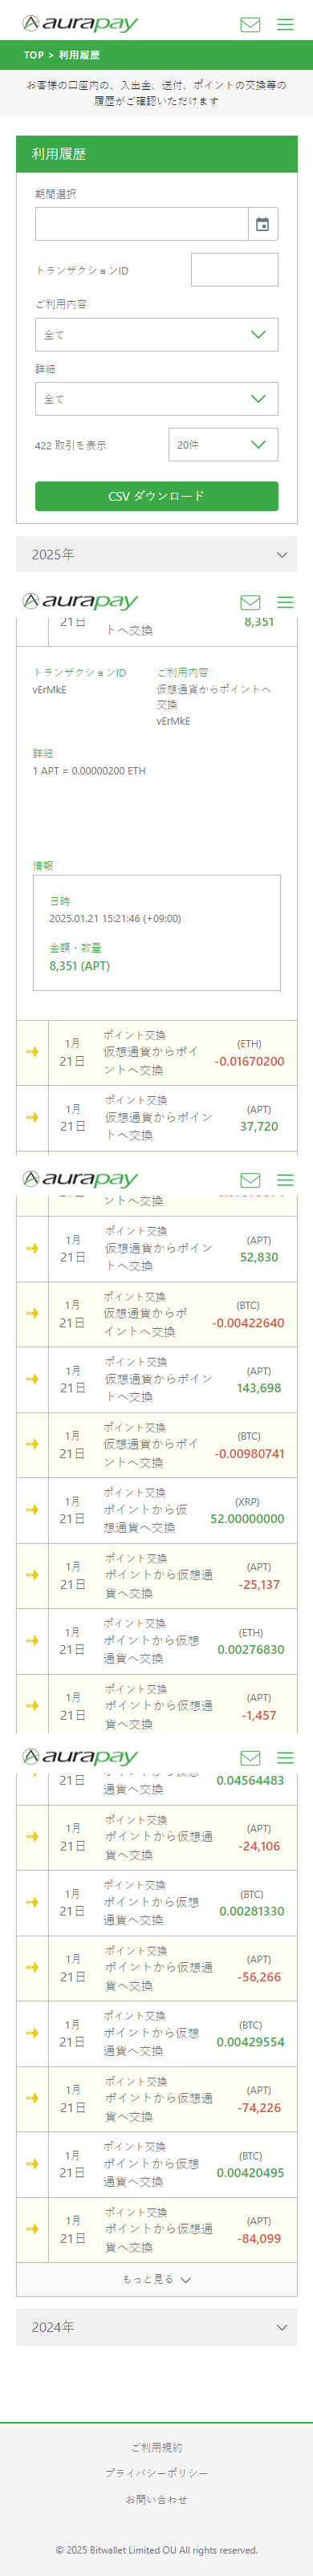 aurapay
TOP > 利用履歴
お客様の口座内の、入出金、送付、ポイントの交換等の
履歴がご確認いただけます
利用履歴
期間選択
トランザクションID
ご利用内容
全て
詳細
全て
422 取引を表示
20件
CSV ダウンロード
2025年
aurapay
21日
トへ交換
8,351
トランザクションID
vErMkE
ご利用内容
仮想通貨からポイントへ
交換
vErMkE
詳細
1 APT = 0.00000200 ETH
情報
日時
2025.01.21 15:21:46 (+09:00)
金額・数量
8,351 (APT)
1月
21日
ポイント交換
仮想通貨からポイ
ントへ交換
(ETH)
-0.01670200
1月
21日
ポイント交換
仮想通貨からポイン
トへ交換
(APT)
37,720
aurapay
ントへ交換
1月
21日
ポイント交換
仮想通貨からポイン
トへ交換
(APT)
52,830
1月
21日
ポイント交換
仮想通貨からポ
イントへ交換
(BTC)
-0.00422640
1月
21日
ポイント交換
仮想通貨からポイン
トへ交換
(APT)
143,698
1月
21日
ポイント交換
仮想通貨からポイ
ントへ交換
(BTC)
-0.00980741
1月
21日
ポイント交換
ポイントから仮
想通貨へ交換
(XRP)
52.00000000
1月
21日
ポイント交換
ポイントから仮想通
貨へ交換
(APT)
-25,137
1月
21日
ポイント交換
ポイントから仮想
通貨へ交換
(ETH)
0.00276830
1月
21日
ポイント交換
ポイントから仮想通
貨へ交換
(APT)
-1,457
aurapay
21日
通貨へ交換
0.04564483
1月
21日
ポイント交換
ポイントから仮想通
貨へ交換
(APT)
-24,106
1月
21日
ポイント交換
ポイントから仮想
通貨へ交換
(BTC)
0.00281330
1月
21日
ポイント交換
ポイントから仮想通
貨へ交換
(APT)
-56,266
1月
21日
ポイント交換
ポイントから仮想
通貨へ交換
(BTC)
0.00429554
1月
21日
ポイント交換
ポイントから仮想通
貨へ交換
(APT)
-74,226
1月
21日
ポイント交換
ポイントから仮想
通貨へ交換
(BTC)
0.00420495
1月
21日
ポイント交換
ポイントから仮想通
貨へ交換
(APT)
-84,099
もっと見る
2024年
ご利用規約
プライバシーポリシー
お問い合わせ
© 2025 Bitwallet Limited OU All rights reserved.